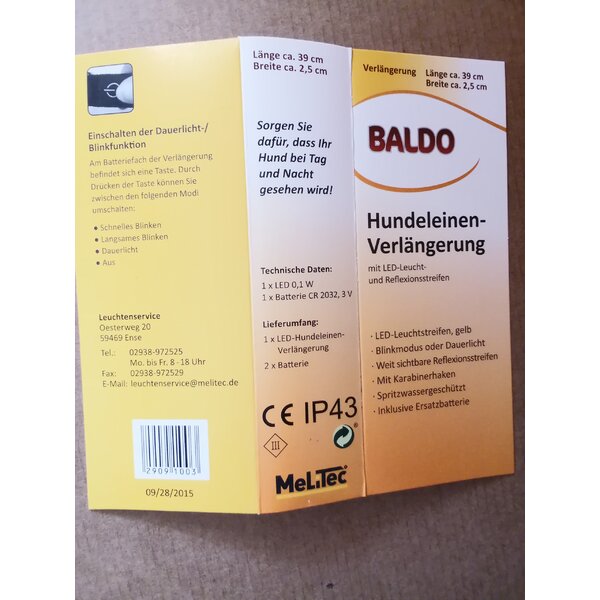 Einschalten der Dauerlicht-/
Blinkfunktion
Am Batteriefach der Verlängerung
befindet sich eine Taste. Durch
Drücken der Taste können Sie
zwischen den folgenden Modi
umschalten:
• Schnelles Blinken
• Langsames Blinken
• Dauerlicht
• Aus
Leuchtenservice
Oesterweg 20
59469 Ense
Tel.: 02938-972525
Mo. bis Fr. 8 - 18 Uhr
Fax: 02938-972529
E-Mail: leuchtenservice@melitec.de
29091003
09/28/2015
Länge ca. 39 cm
Breite ca. 2,5 cm
Sorgen Sie
dafür, dass Ihr
Hund bei Tag
und Nacht
gesehen wird!
Technische Daten:
1 x LED 0,1 W
1 x Batterie CR 2032, 3 V
Lieferumfang:
1 x LED-Hundeleinen-
Verlängerung
2 x Batterie
CE IP43
III
MeLiTec
Verlängerung Länge ca. 39 cm
Breite ca. 2,5 cm
BALDO
Hundeleinen-
Verlängerung
mit LED-Leucht-
und Reflexionsstreifen
· LED-Leuchtstreifen, gelb
· Blinkmodus oder Dauerlicht
· Weit sichtbare Reflexionsstreifen
· Mit Karabinerhaken
· Spritzwassergeschützt
· Inklusive Ersatzbatterie